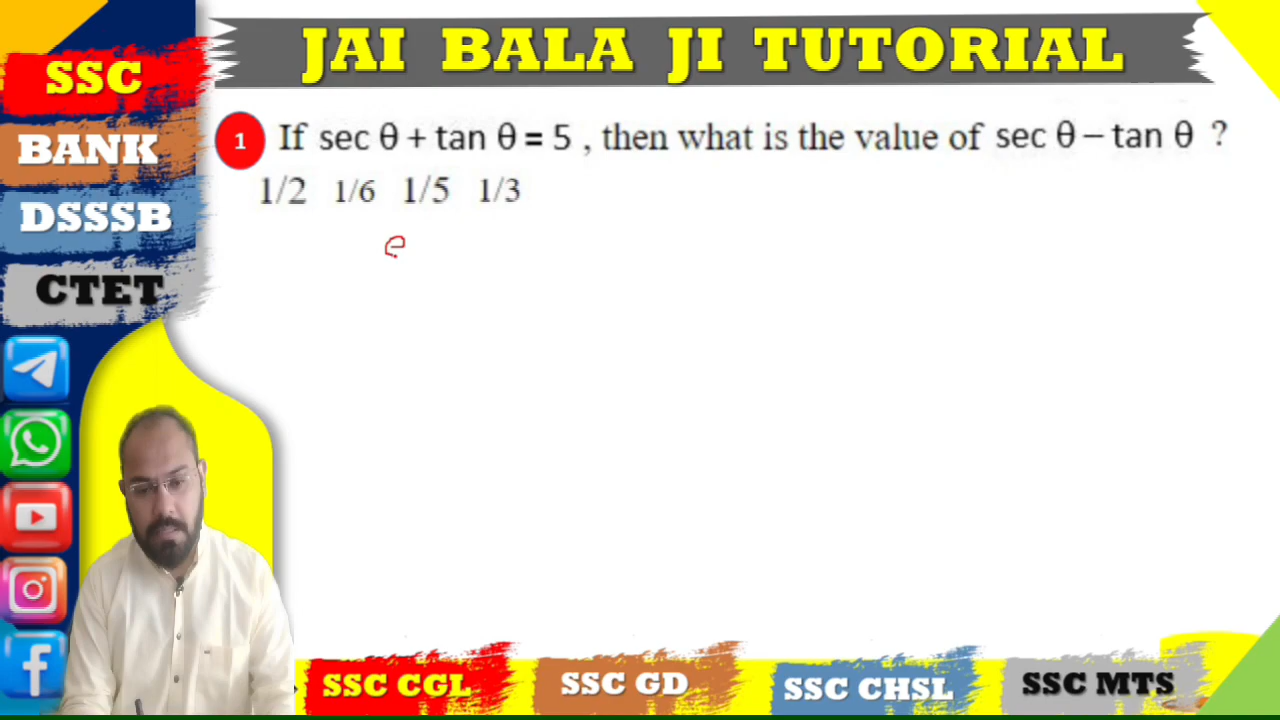 JAI BALA JI TUTORIAL
SSC
BANK
DSSSB
CTET
1 If sec θ + tan θ = 5 , then what is the value of sec θ – tan θ ?
1/2 1/6 1/5 1/3
SSC CGL
SSC GD
SSC CHSL
SSC MTS